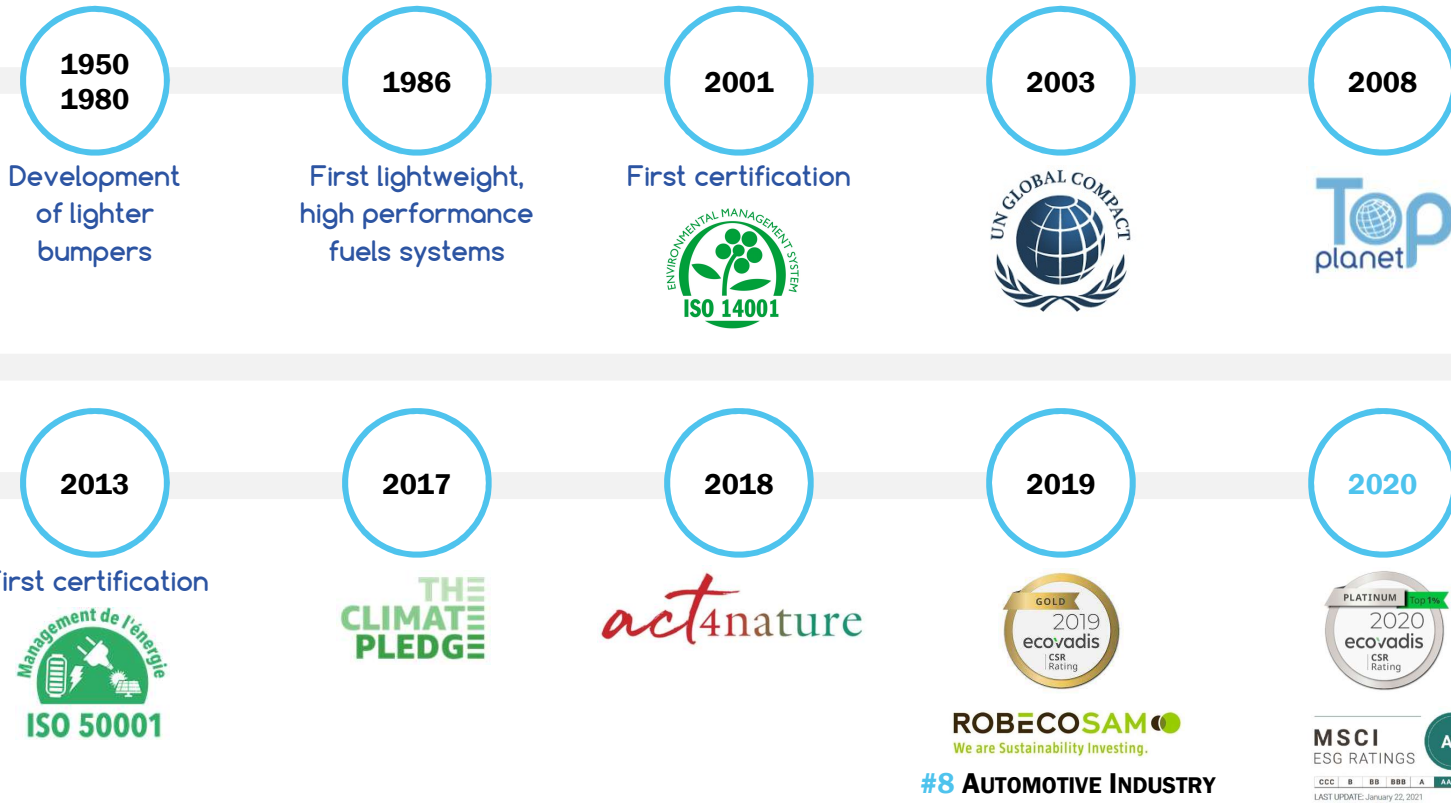 1950
1980
1986
2001
2003
2008
Development
of lighter
bumpers
First lightweight,
high performance
fuels systems
First certification
ENVIRONMENTAL MANAGEMENT SYSTEM
ISO 14001
UN GLOBAL COMPACT
Top
planet
2013
2017
2018
2019
2020
irst certification
Management de l'énergie
ISO 50001
THE
CLIMATE
PLEDGE
act4nature
GOLD
2019
ecovadis
CSR
Rating
ROBECOSAM
We are Sustainability Investing.
#8 AUTOMOTIVE INDUSTRY
PLATINUM Top 1%
2020
ecovadis
CSR
Rating
MSCI
ESG RATINGS
A
CCC B BB BBB A AA
LAST UPDATE: January 22, 2021